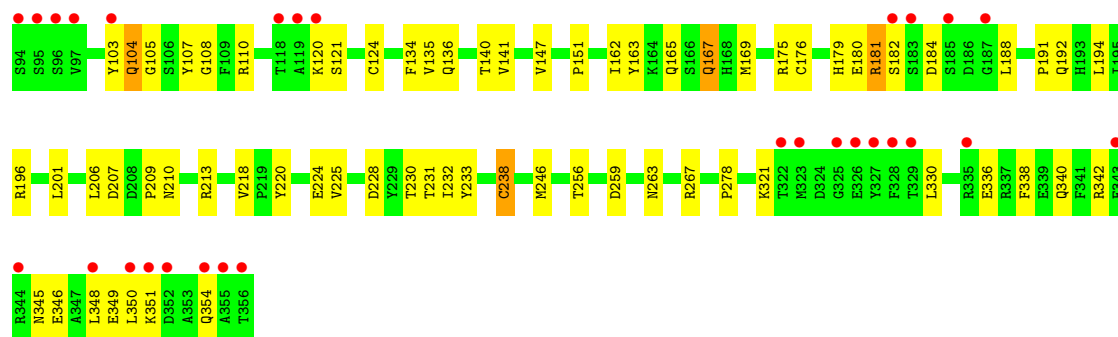 S94 S95 S96 V97 Y103 Q104 G105 S106 Y107 G108 F109 R110 T118 A119 K120 S121 C124 F134 V135 Q136 T140 V141 V147 P151 I162 Y163 K164 Q165 S166 Q167 H168 M169 R175 C176 H179 E180 R181 S182 S183 D184 S185 D186 G187 L188 P191 Q192 H193 L194 I195
R196 L201 L206 D207 D208 P209 N210 R213 V218 P219 Y220 E224 V225 D228 Y229 T230 T231 I232 Y233 C238 M246 T256 D259 N263 R267 P278 K321 T322 M323 D324 G325 E326 Y327 F328 T329 L330 R335 E336 R337 F338 E339 Q340 F341 R342 E343
R344 N345 E346 A347 L348 E349 L350 K351 D352 A353 Q354 A355 T356